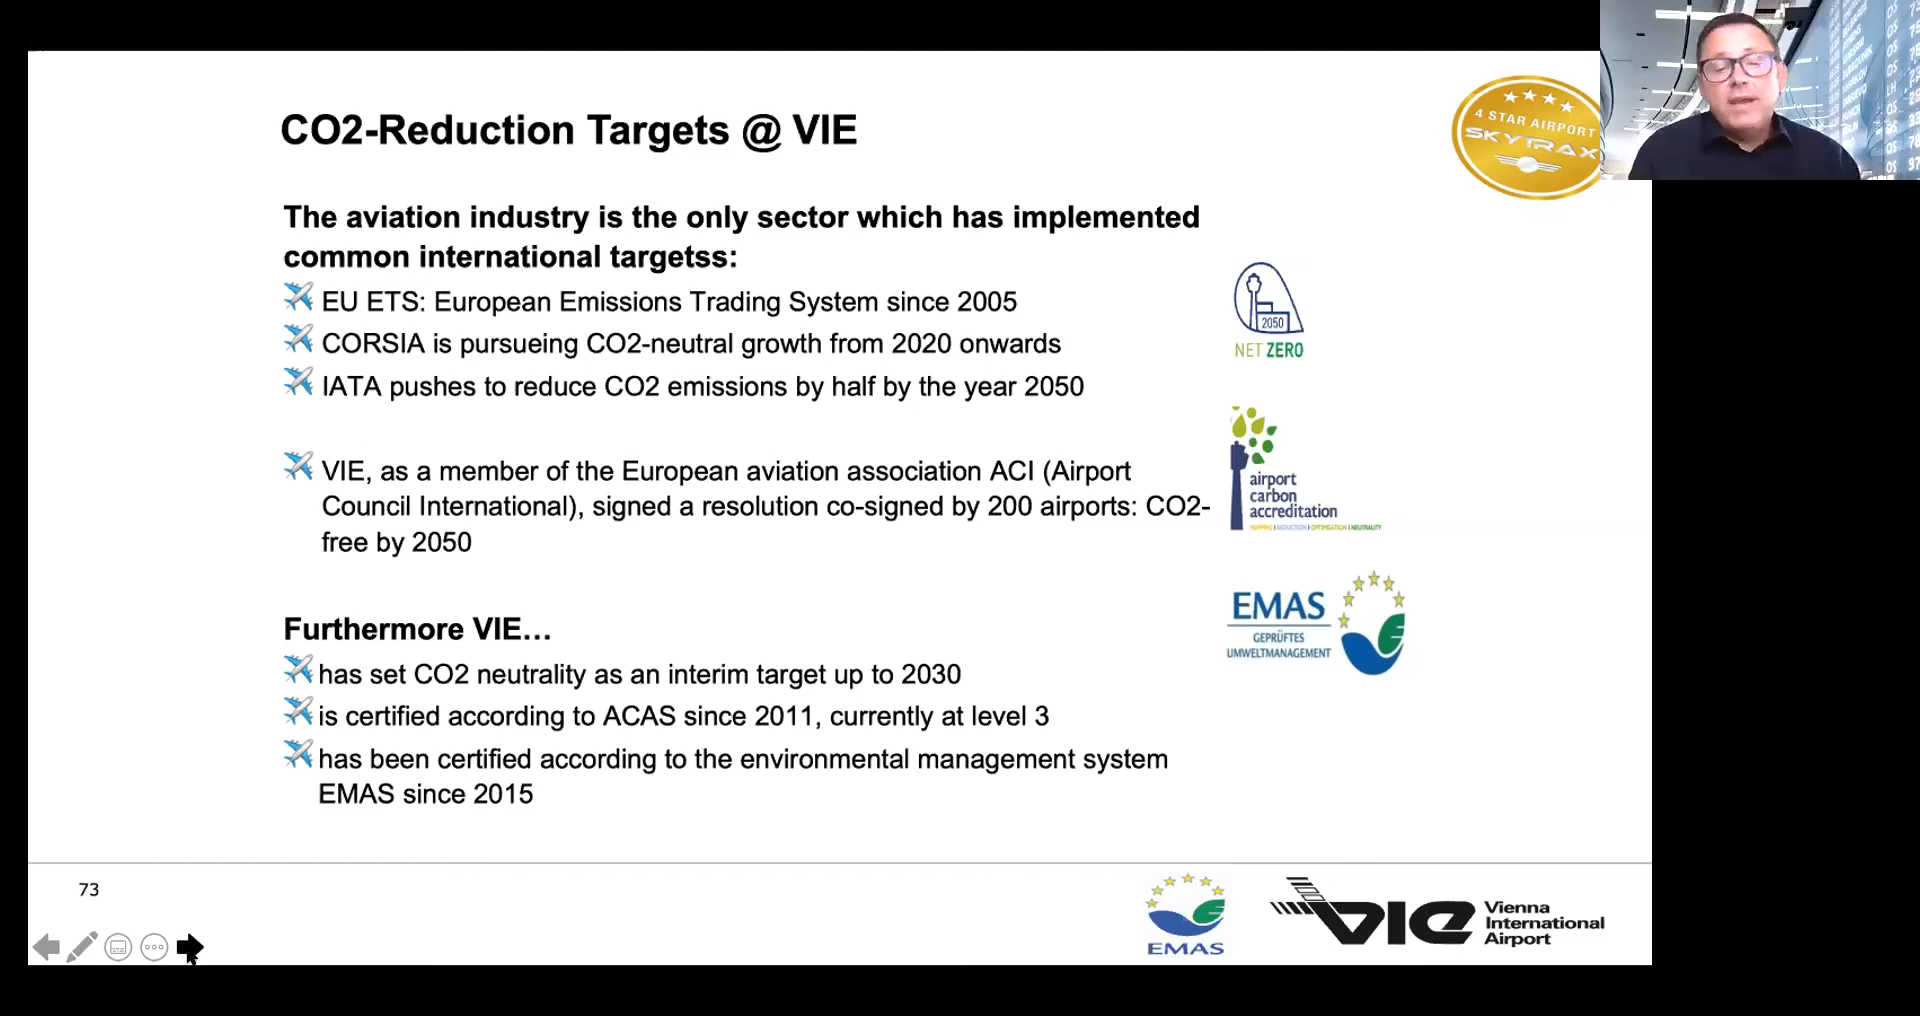 CO2-Reduction Targets @ VIE
4 STAR AIRPORT
SKYTRAX
The aviation industry is the only sector which has implemented
common international targetss:
EU ETS: European Emissions Trading System since 2005
CORSIA is pursueing CO2-neutral growth from 2020 onwards
IATA pushes to reduce CO2 emissions by half by the year 2050
2050
NET ZERO
VIE, as a member of the European aviation association ACI (Airport
Council International), signed a resolution co-signed by 200 airports: CO2-
free by 2050
airport
carbon
accreditation
MAPPING | REDUCTION | OPTIMISATION | NEUTRALITY
EMAS
GEPRÜFTES
UMWELTMANAGEMENT
Furthermore VIE...
has set CO2 neutrality as an interim target up to 2030
is certified according to ACAS since 2011, currently at level 3
has been certified according to the environmental management system
EMAS since 2015
73
EMAS
VIE
Vienna
International
Airport